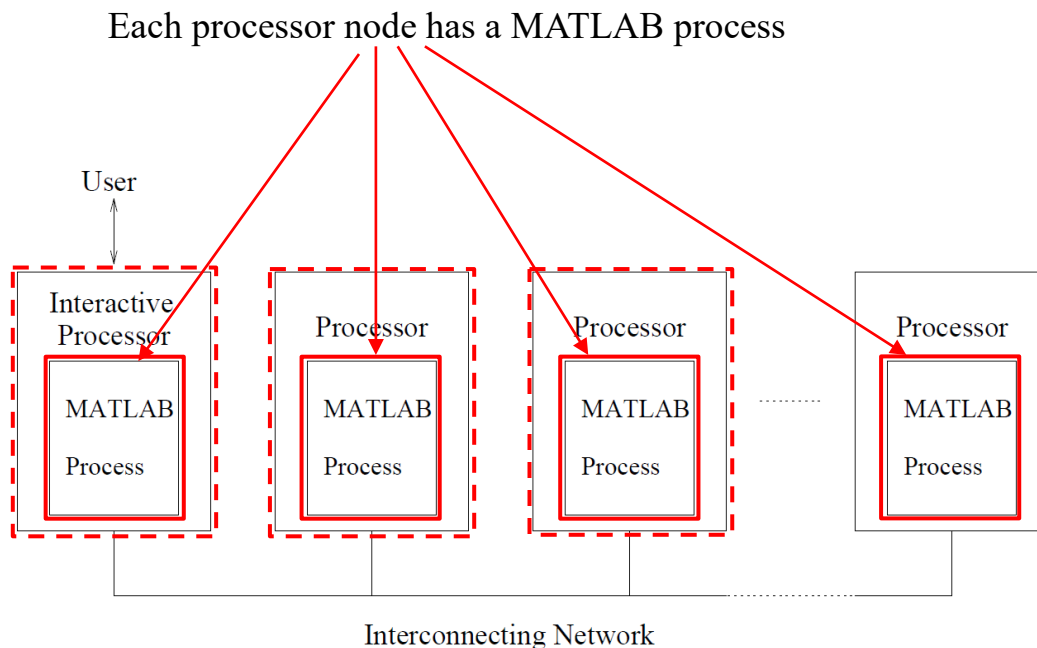 Each processor node has a MATLAB process
User
Interactive
Processor
MATLAB
Process
Processor
MATLAB
Process
Processor
MATLAB
Process
Processor
MATLAB
Process
Interconnecting Network